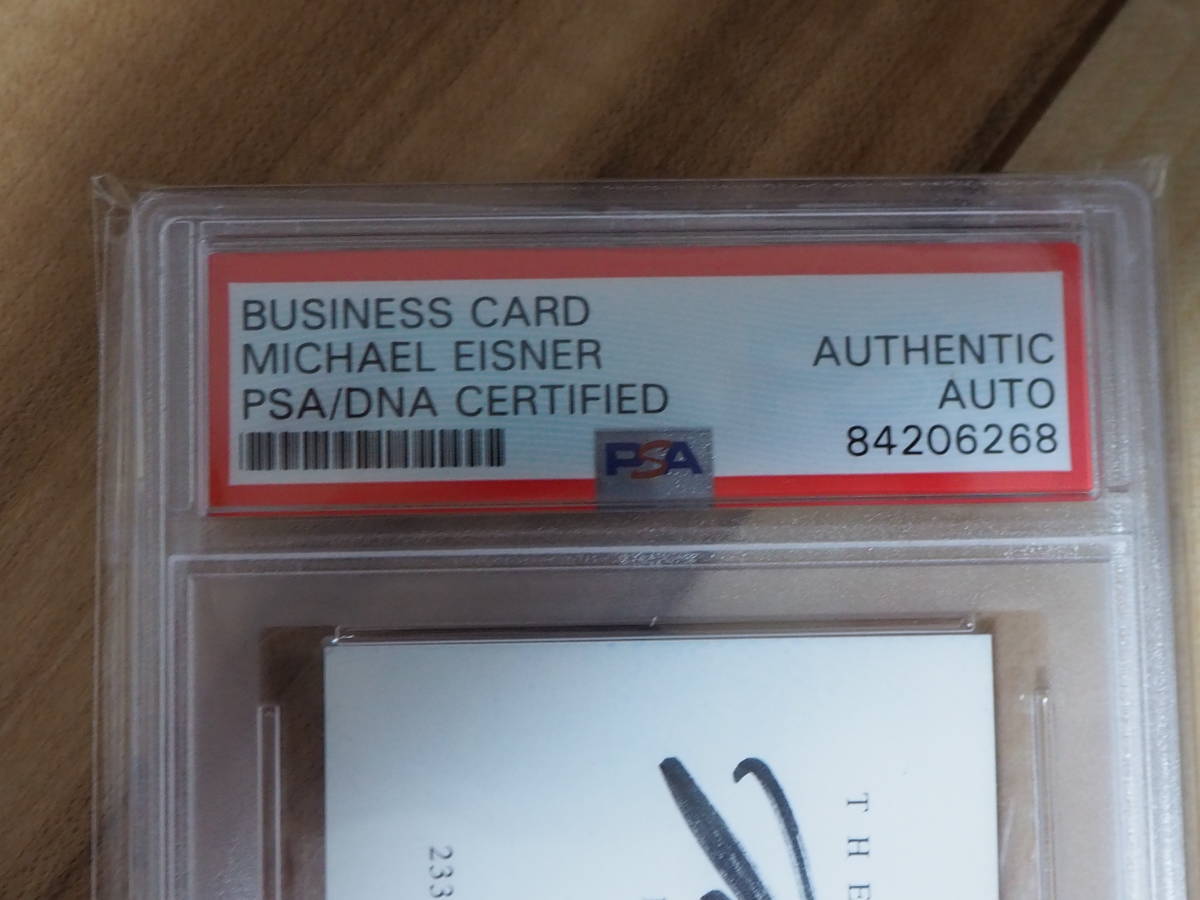 BUSINESS CARD
MICHAEL EISNER
PSA/DNA CERTIFIED
AUTHENTIC
AUTO
84206268
PSA
THE
233